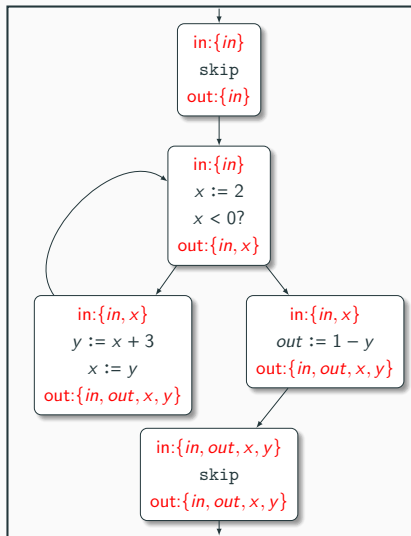 in:{in}
skip
out:{in}
in:{in}
x := 2
x < 0?
out:{in, x}
in:{in, x}
y := x + 3
x := y
out:{in, out, x, y}
in:{in, x}
out := 1 − y
out:{in, out, x, y}
in:{in, out, x, y}
skip
out:{in, out, x, y}